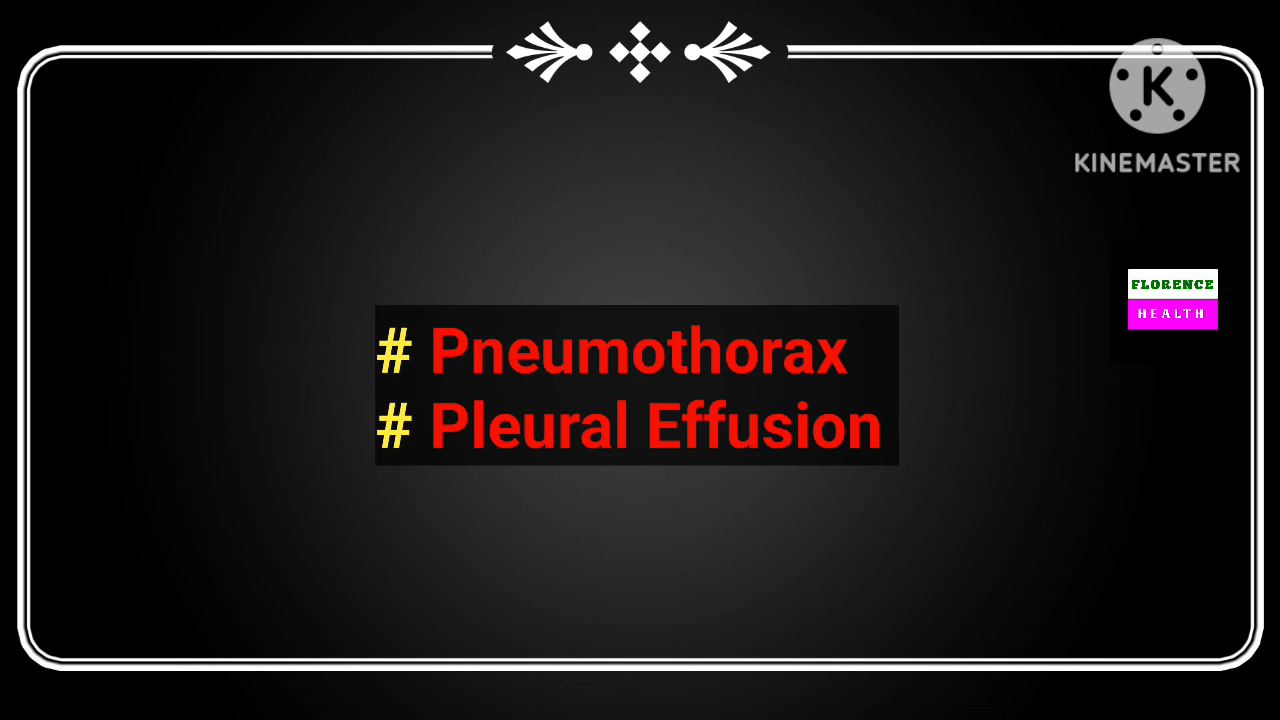 KINEMASTER
FLORENCE
HEALTH
# Pneumothorax
# Pleural Effusion